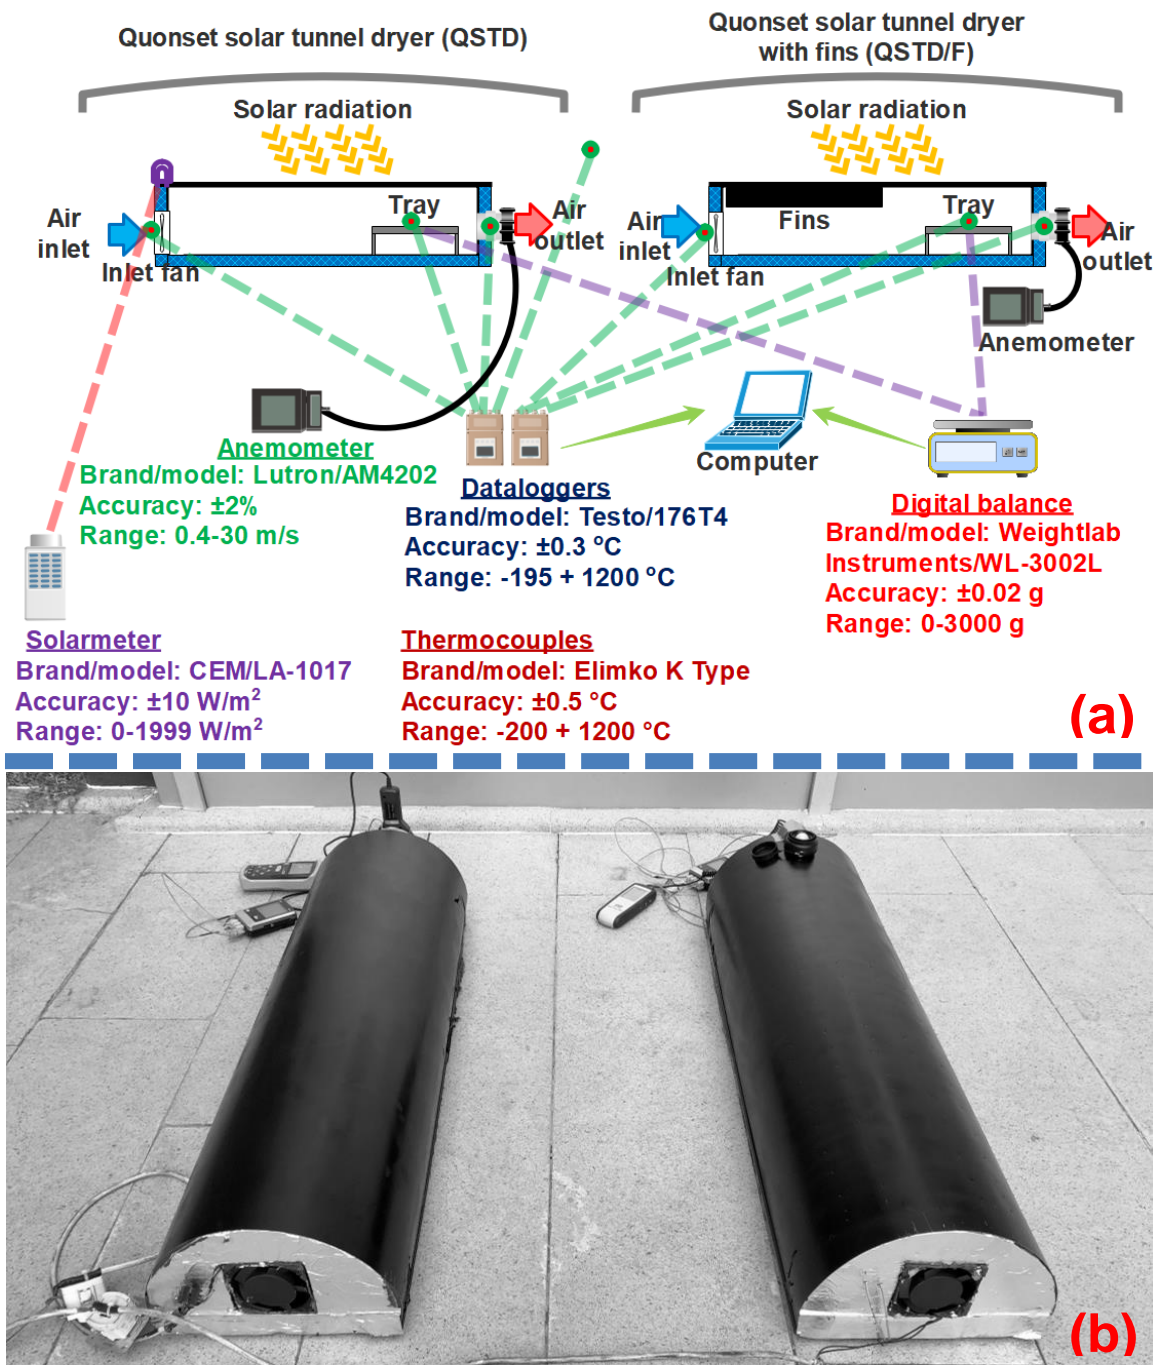 Quonset solar tunnel dryer (QSTD)
Quonset solar tunnel dryer
with fins (QSTD/F)
Solar radiation
Solar radiation
Air
inlet
Inlet fan
Tray
Air
outlet
Air
inlet
Inlet fan
Fins
Tray
Air
outlet
Anemometer
Computer
Anemometer
Brand/model: Lutron/AM4202
Accuracy: ±2%
Range: 0.4-30 m/s
Dataloggers
Brand/model: Testo/176T4
Accuracy: ±0.3 °C
Range: -195 + 1200 °C
Digital balance
Brand/model: Weightlab
Instruments/WL-3002L
Accuracy: ±0.02 g
Range: 0-3000 g
Solarmeter
Brand/model: CEM/LA-1017
Accuracy: ±10 W/m²
Range: 0-1999 W/m²
Thermocouples
Brand/model: Elimko K Type
Accuracy: ±0.5 °C
Range: -200 + 1200 °C
(a)
(b)